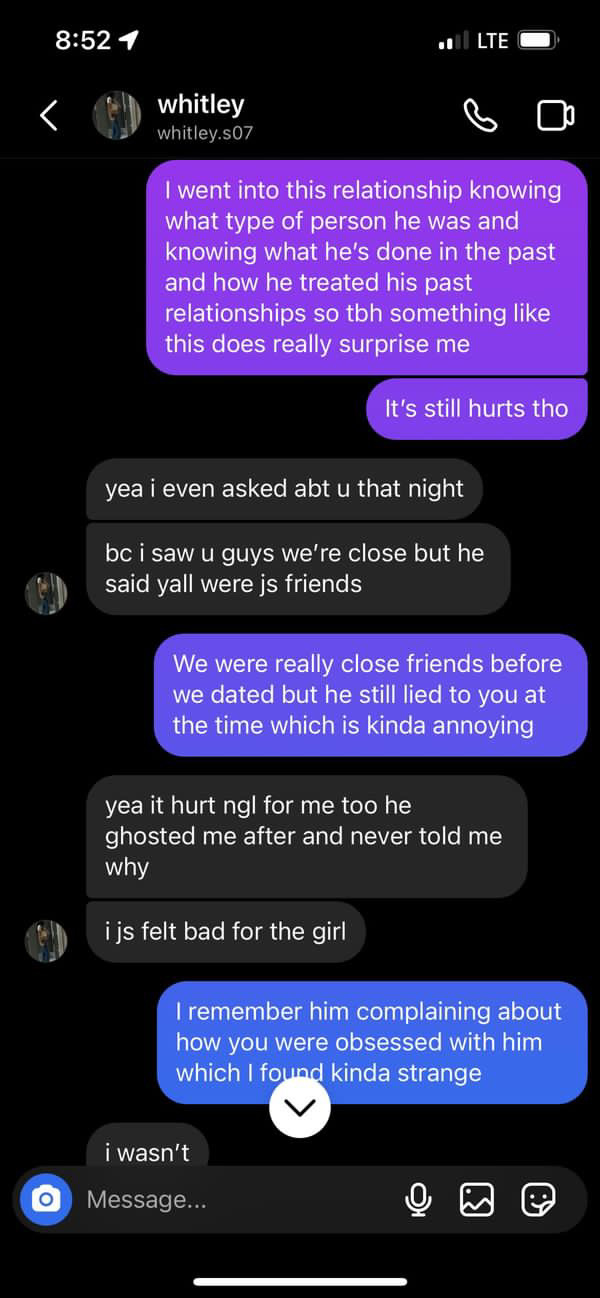 8:52
LTE
whitley
whitley.s07
I went into this relationship knowing
what type of person he was and
knowing what he's done in the past
and how he treated his past
relationships so tbh something like
this does really surprise me
It's still hurts tho
yea i even asked abt u that night
bc i saw u guys we're close but he
said yall were js friends
We were really close friends before
we dated but he still lied to you at
the time which is kinda annoying
yea it hurt ngl for me too he
ghosted me after and never told me
why
i js felt bad for the girl
I remember him complaining about
how you were obsessed with him
which I found kinda strange
i wasn't
Message...